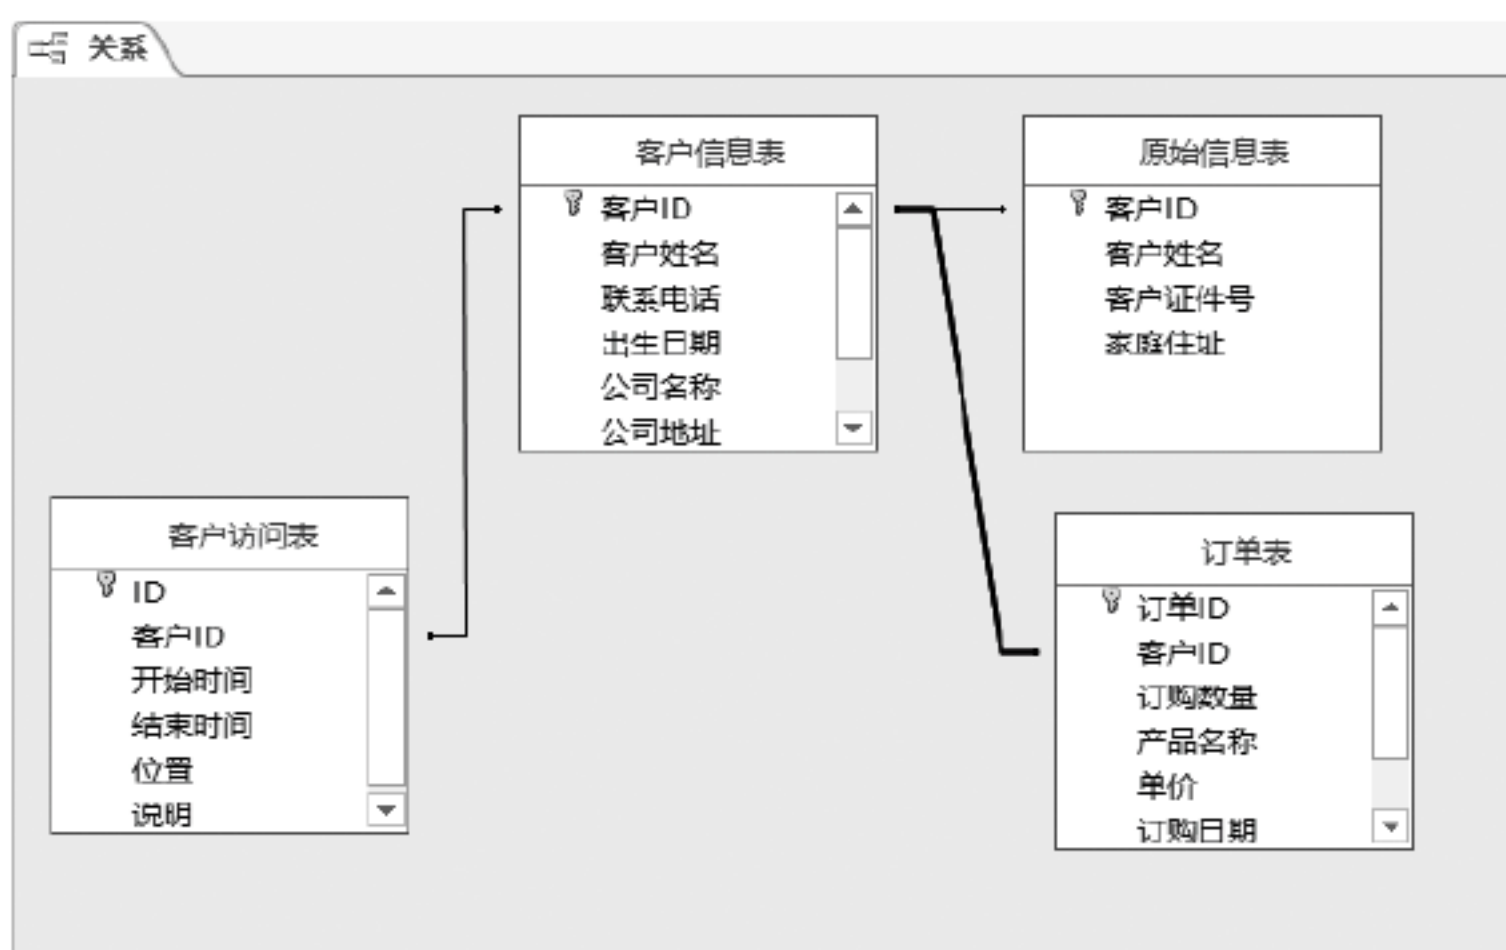 关系
客户信息表
客户ID
客户姓名
联系电话
出生日期
公司名称
公司地址
原始信息表
客户ID
客户姓名
客户证件号
家庭住址
客户访问表
ID
客户ID
开始时间
结束时间
位置
说明
订单表
订单ID
客户ID
订购数量
产品名称
单价
订购日期